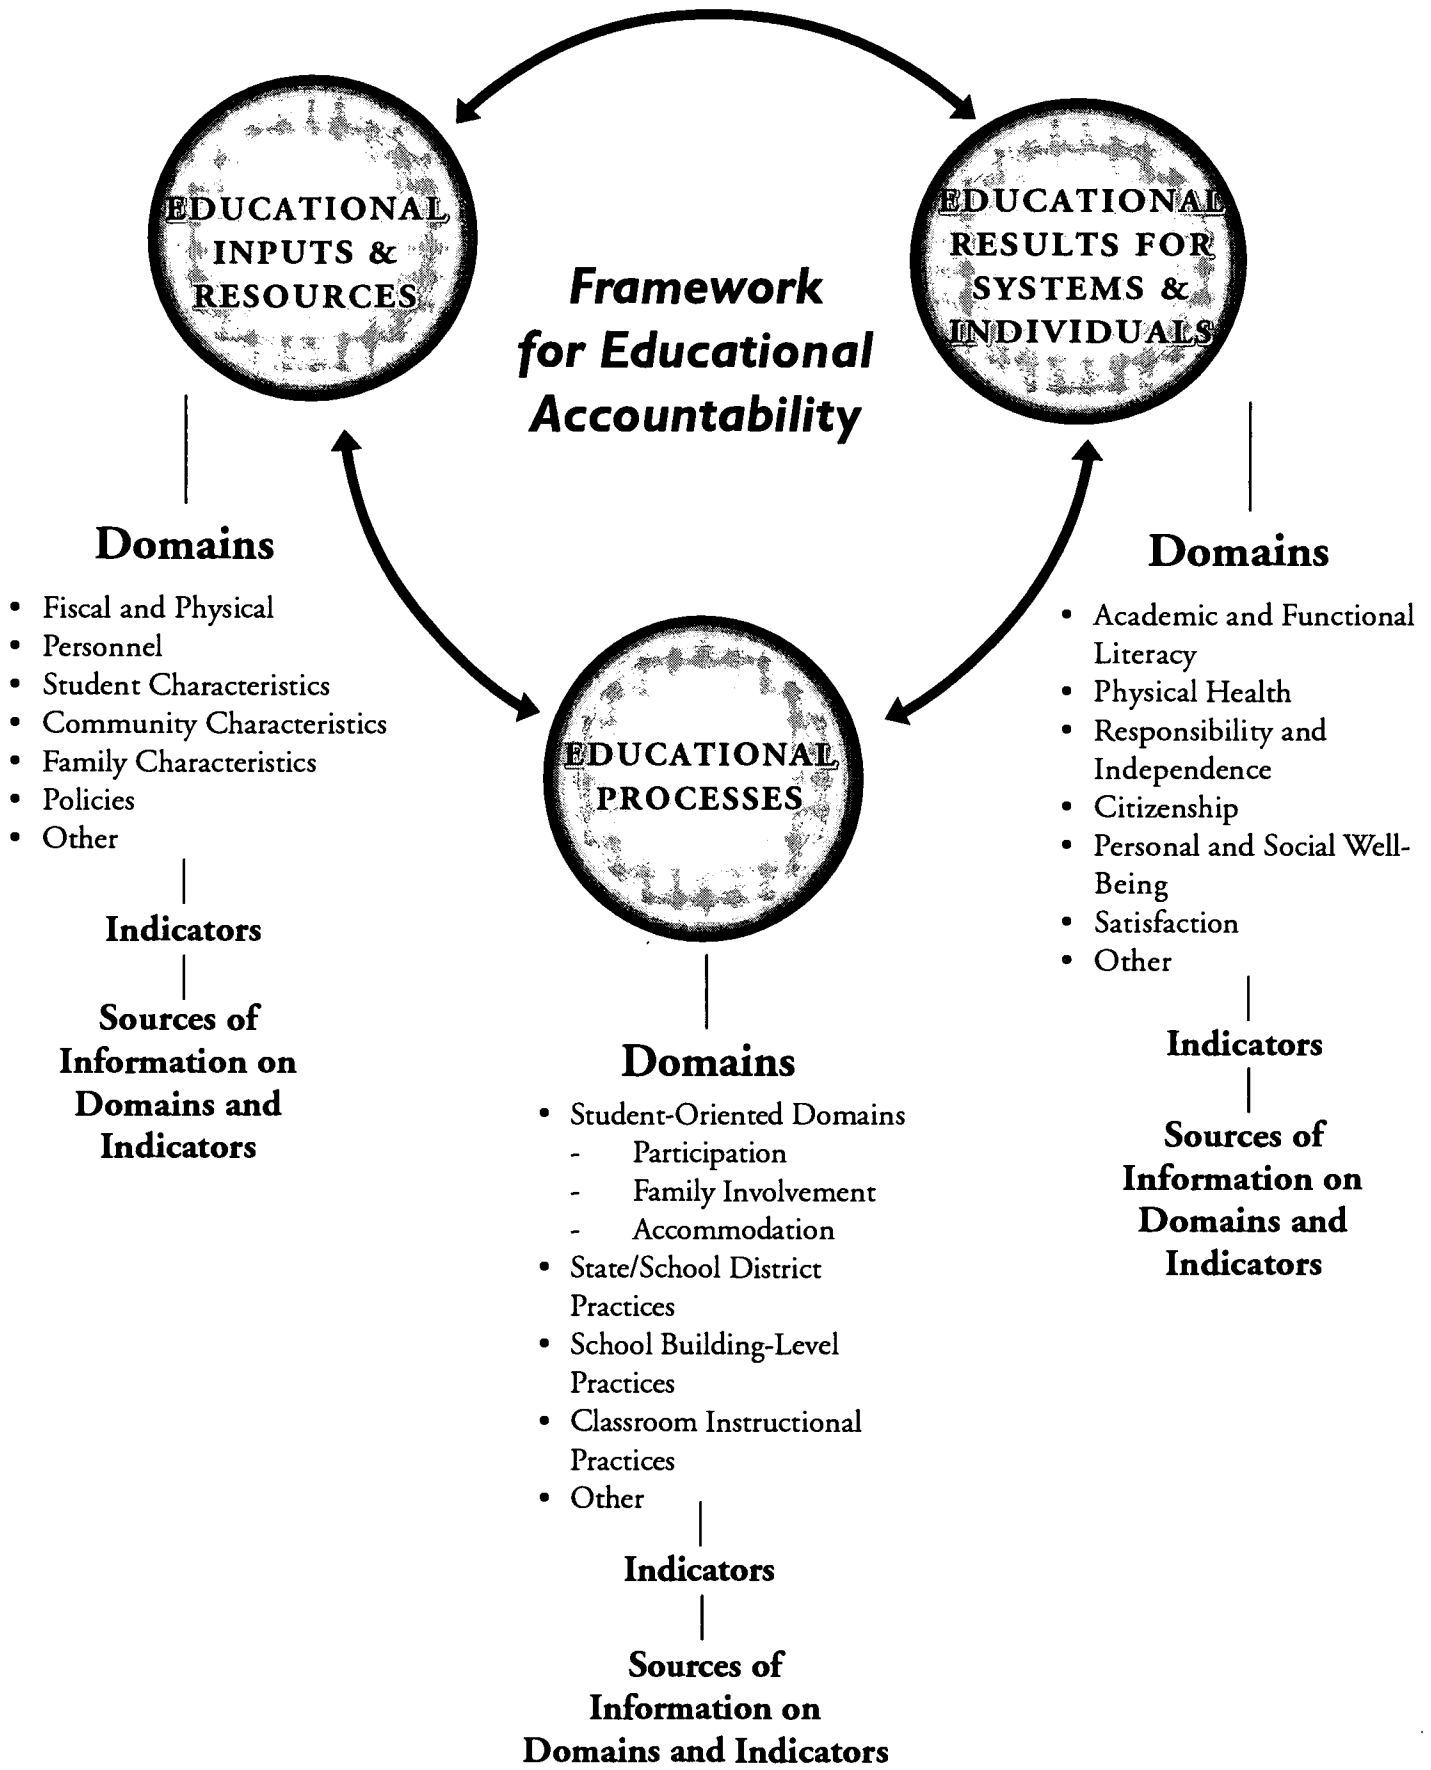 EDUCATIONAL
INPUTS &
RESOURCES
Framework
for Educational
Accountability
EDUCATIONAL
RESULTS FOR
SYSTEMS &
INDIVIDUALS
Domains
• Fiscal and Physical
• Personnel
• Student Characteristics
• Community Characteristics
• Family Characteristics
• Policies
• Other
Indicators
Sources of
Information on
Domains and
Indicators
EDUCATIONAL
PROCESSES
Domains
• Student-Oriented Domains
- Participation
- Family Involvement
- Accommodation
• State/School District
Practices
• School Building-Level
Practices
• Classroom Instructional
Practices
• Other
Indicators
Sources of
Information on
Domains and Indicators
Domains
• Academic and Functional
Literacy
• Physical Health
• Responsibility and
Independence
• Citizenship
• Personal and Social Well-
Being
• Satisfaction
• Other
Indicators
Sources of
Information on
Domains and
Indicators